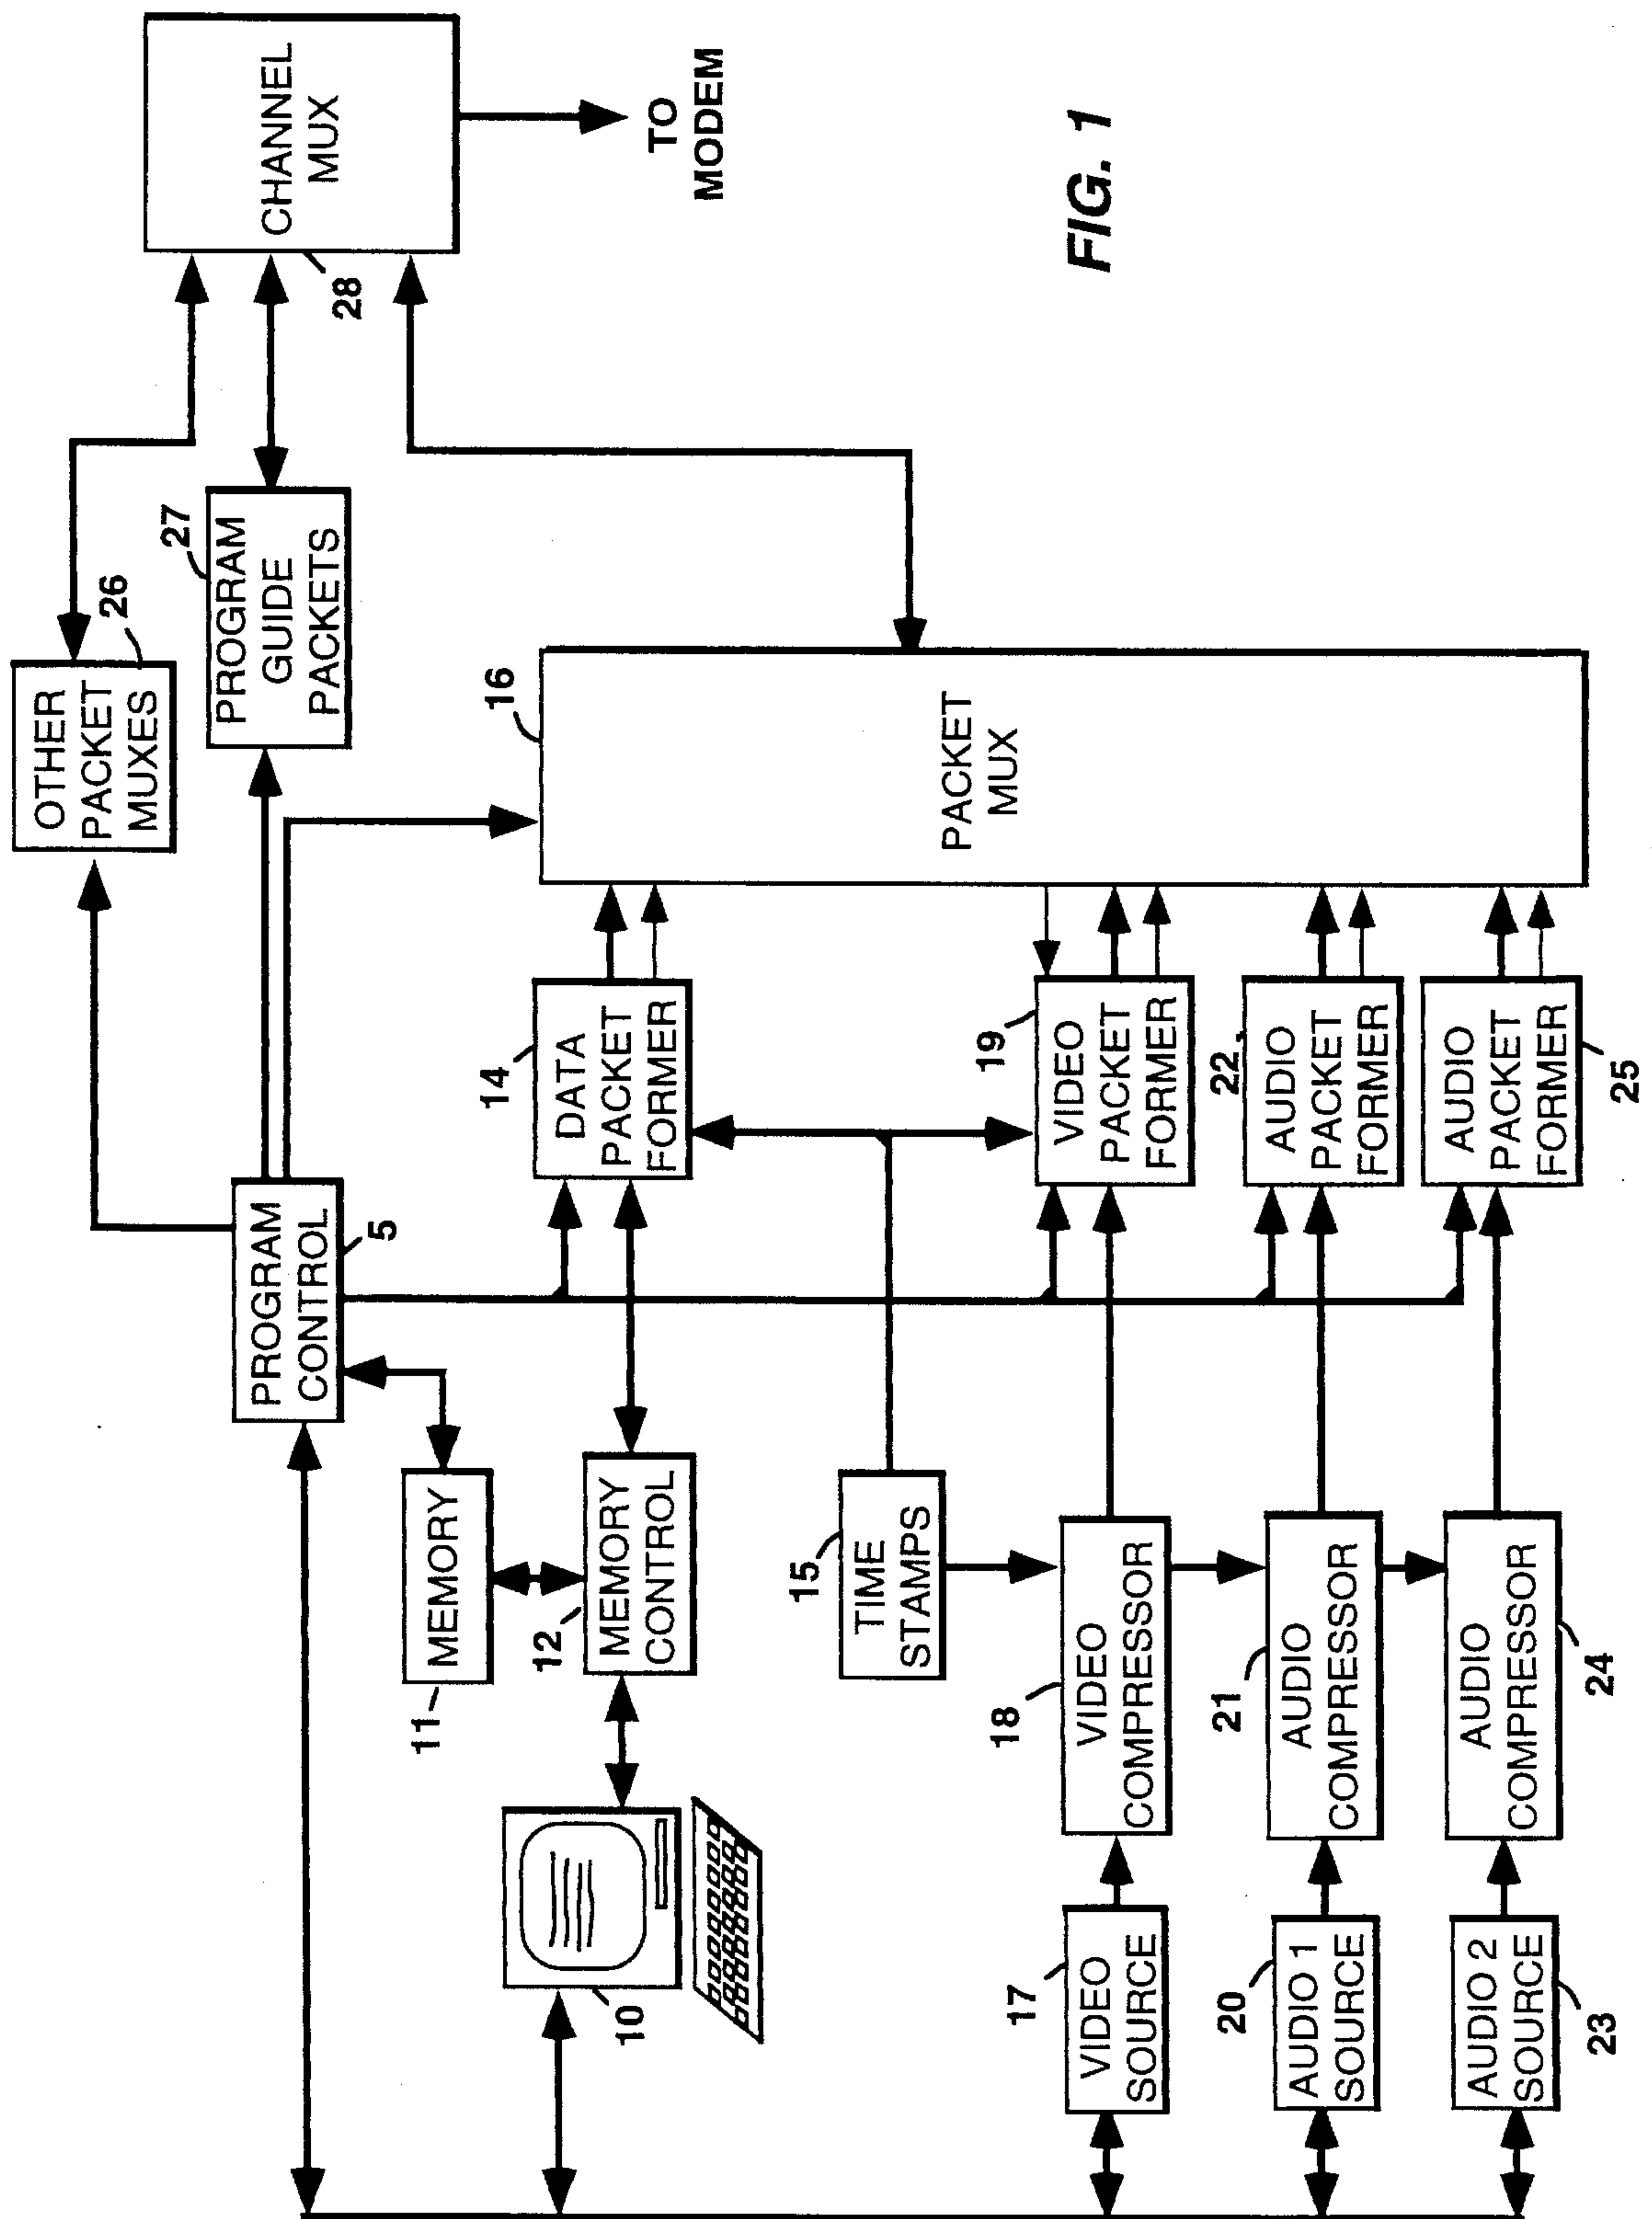 OTHER
PACKET
MUXES
26
PROGRAM
GUIDE
PACKETS
27
CHANNEL
MUX
28
TO
MODEM
PROGRAM
CONTROL
5
MEMORY
11
MEMORY
CONTROL
12
10
DATA
PACKET
FORMER
14
TIME
STAMPS
15
PACKET
MUX
16
VIDEO
SOURCE
17
VIDEO
COMPRESSOR
18
VIDEO
PACKET
FORMER
19
AUDIO 1
SOURCE
20
AUDIO
COMPRESSOR
21
AUDIO
PACKET
FORMER
22
AUDIO 2
SOURCE
23
AUDIO
COMPRESSOR
24
AUDIO
PACKET
FORMER
25
FIG. 1